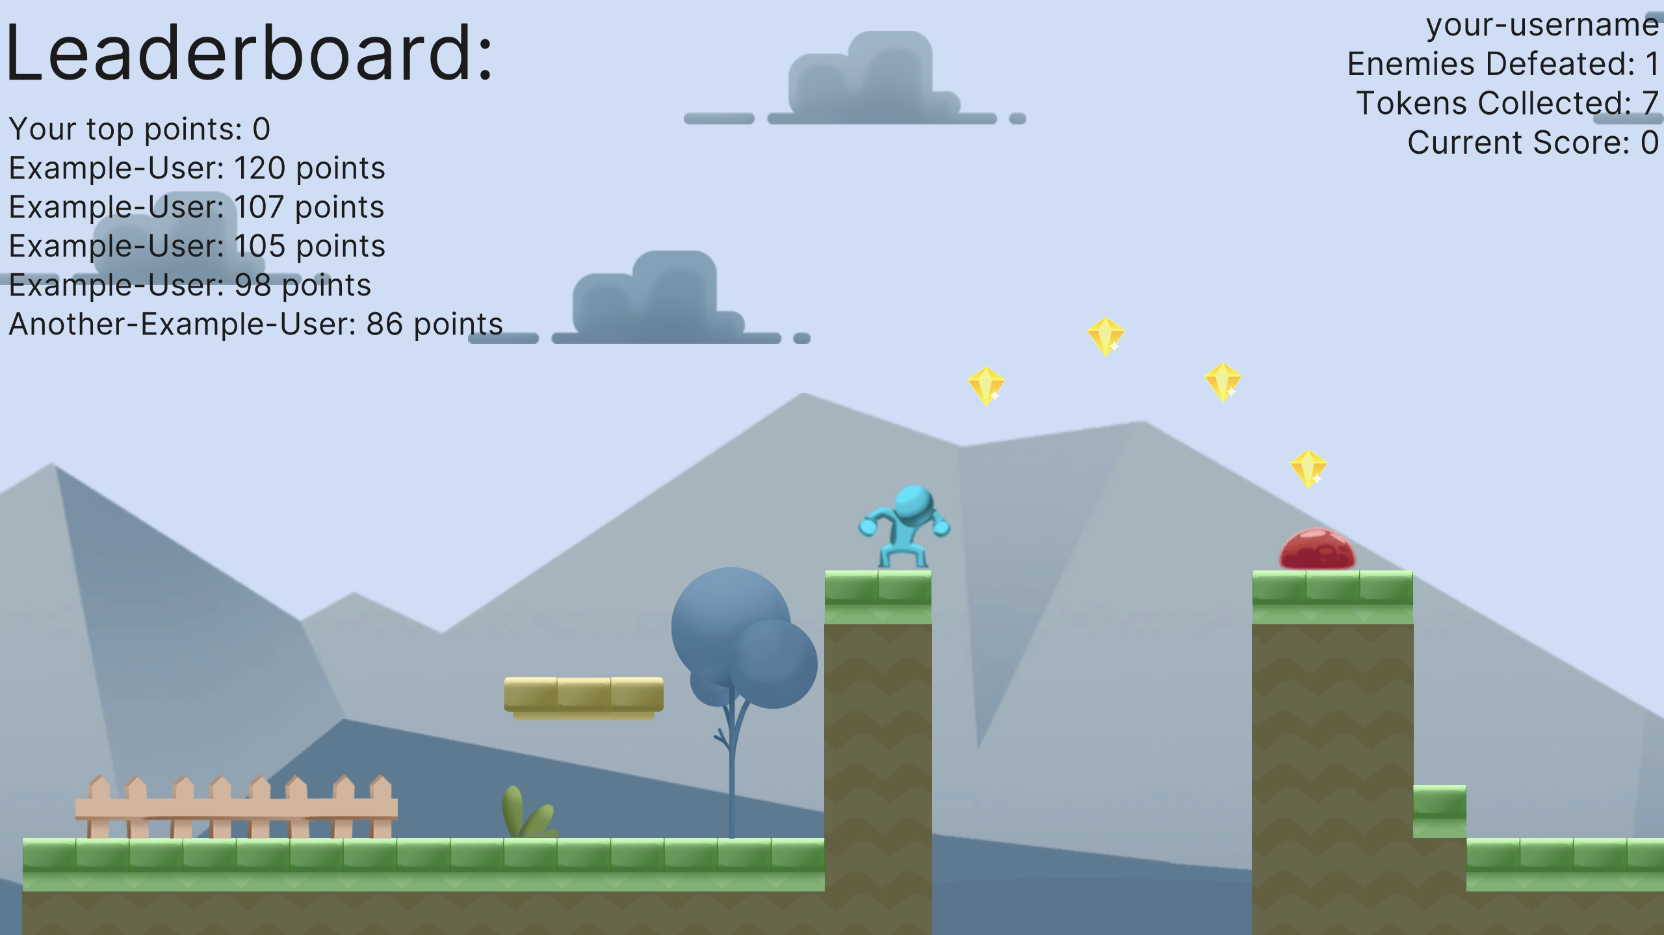 Leaderboard:
Your top points: 0
Example-User: 120 points
Example-User: 107 points
Example-User: 105 points
Example-User: 98 points
Another-Example-User: 86 points
your-username
Enemies Defeated: 1
Tokens Collected: 7
Current Score: 0